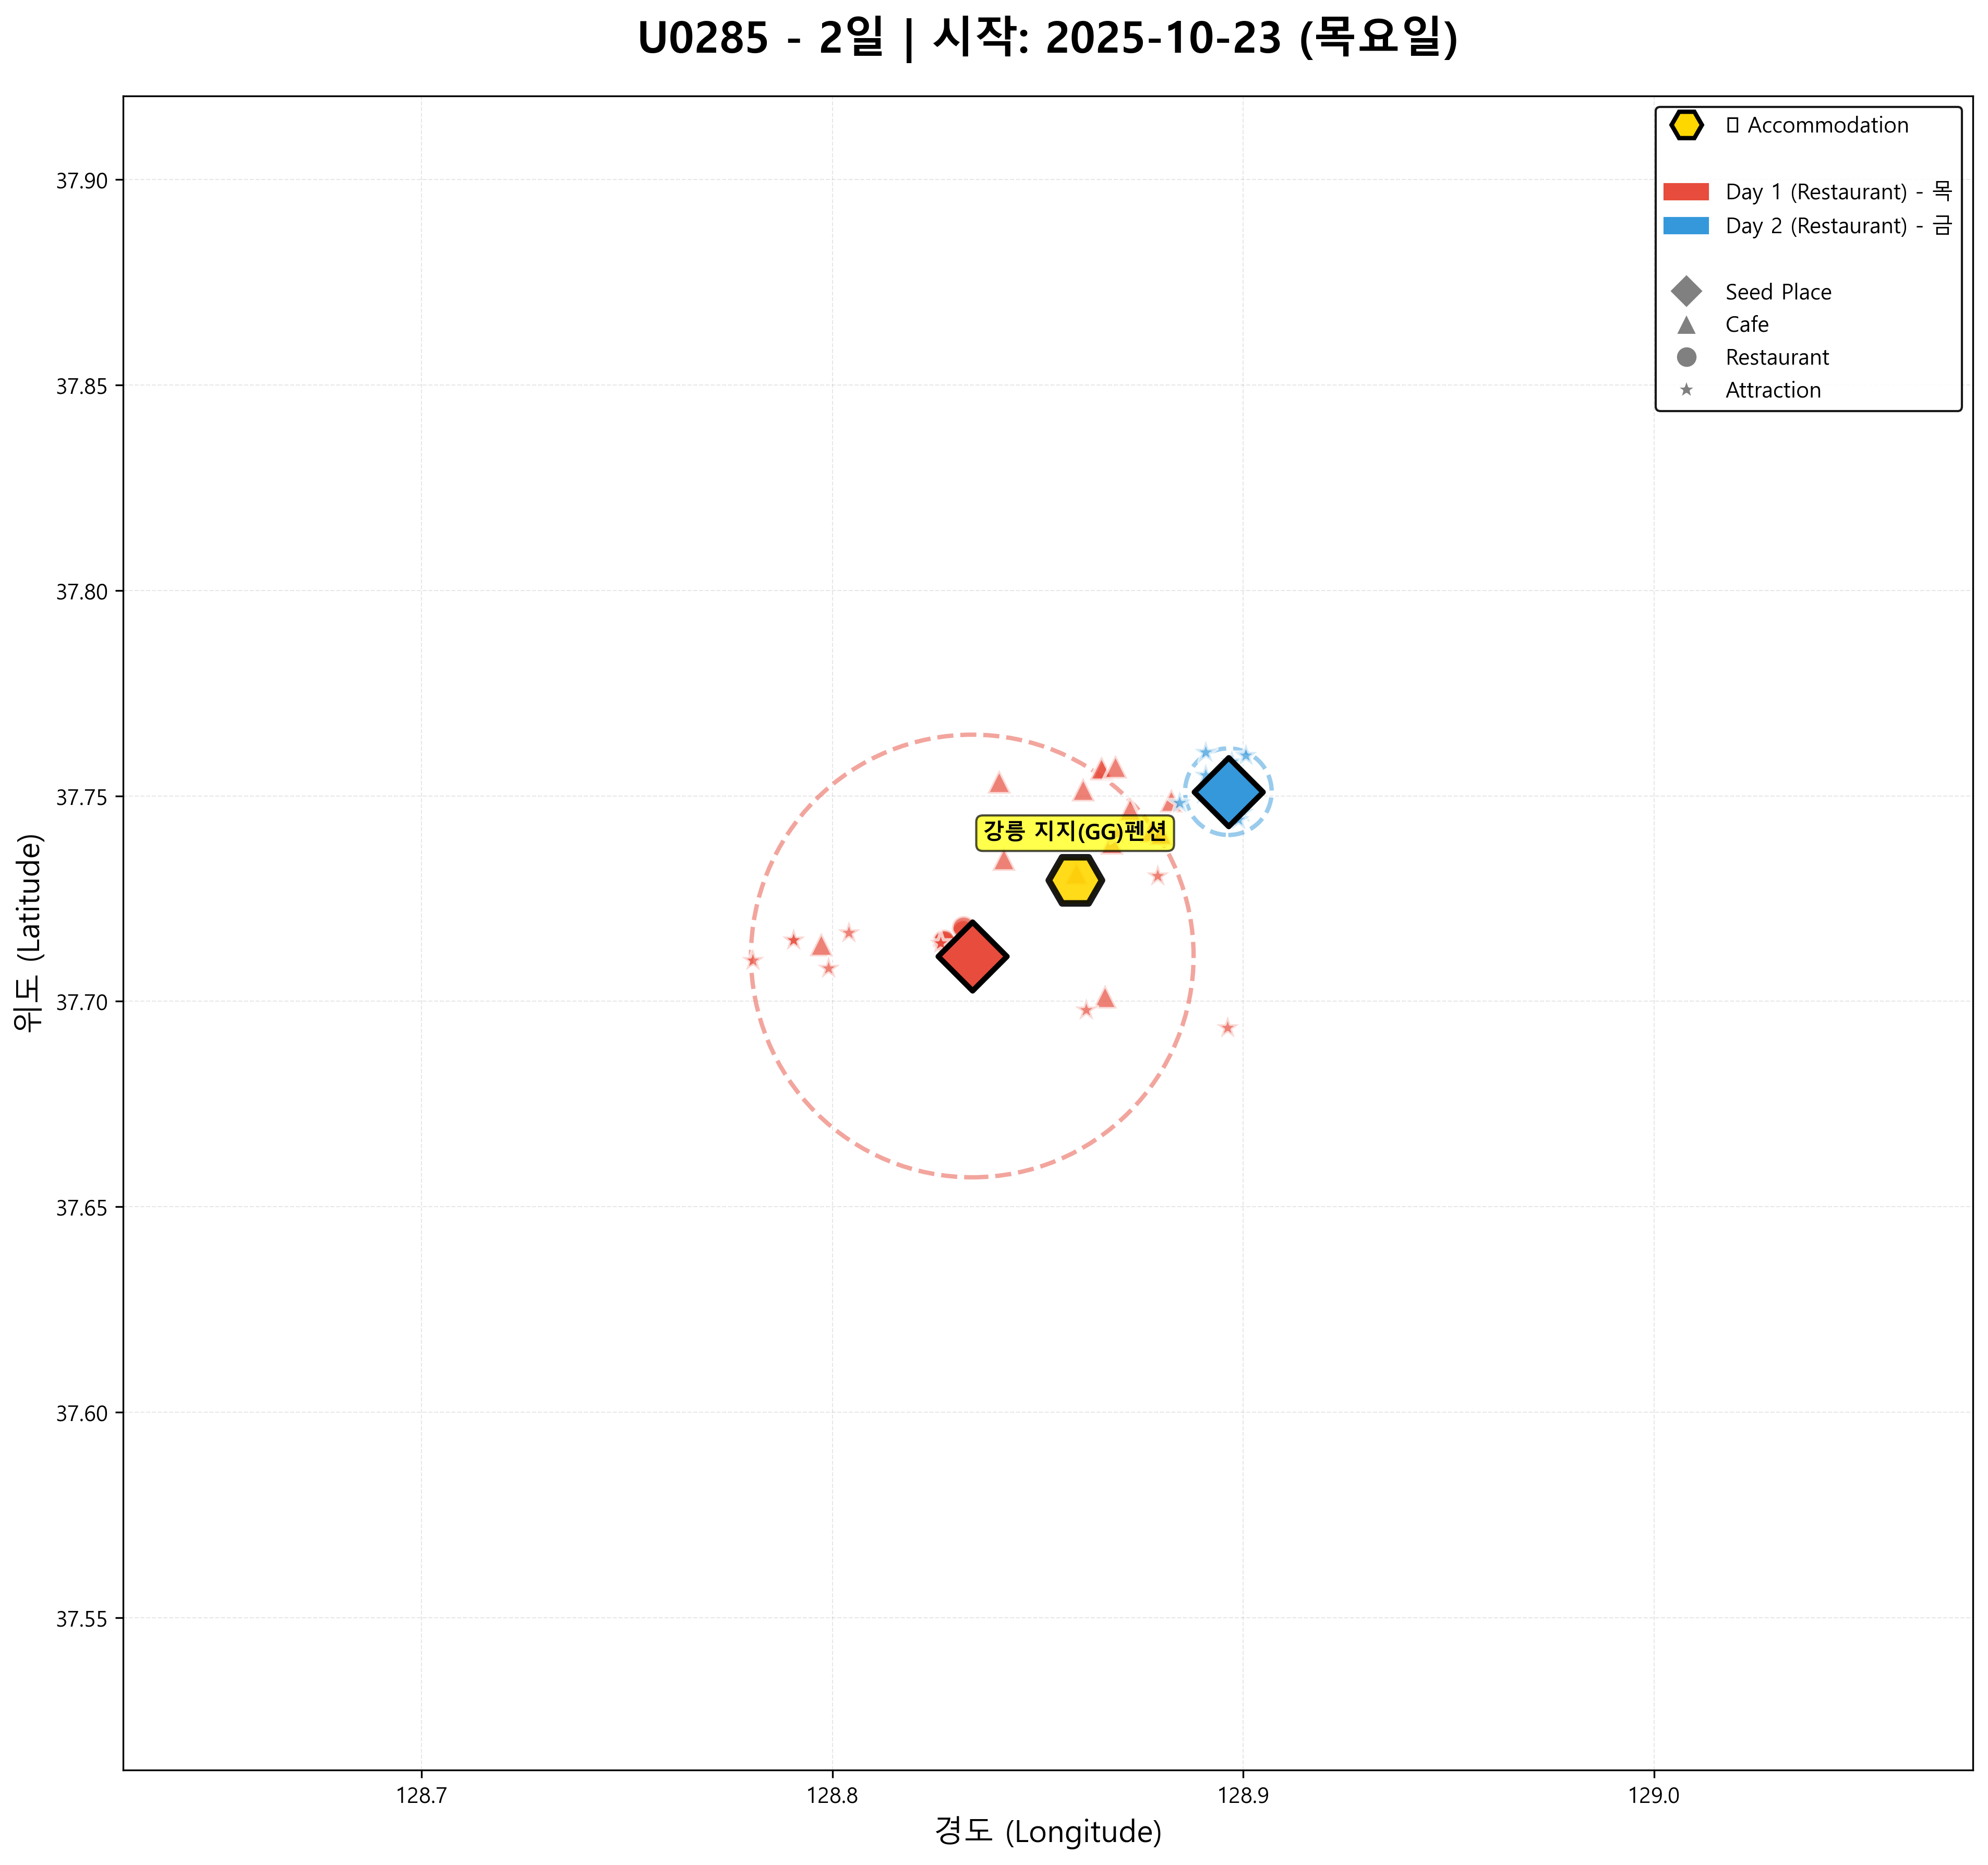 U0285 - 2일 | 시작: 2025-10-23 (목요일)
Accommodation
Day 1 (Restaurant) - 목
Day 2 (Restaurant) - 금
Seed Place
Cafe
Restaurant
Attraction
37.90
37.85
37.80
37.75
37.70
37.65
37.60
37.55
위도 (Latitude)
강릉 지지(GG)펜션
128.7
128.8
128.9
129.0
경도 (Longitude)